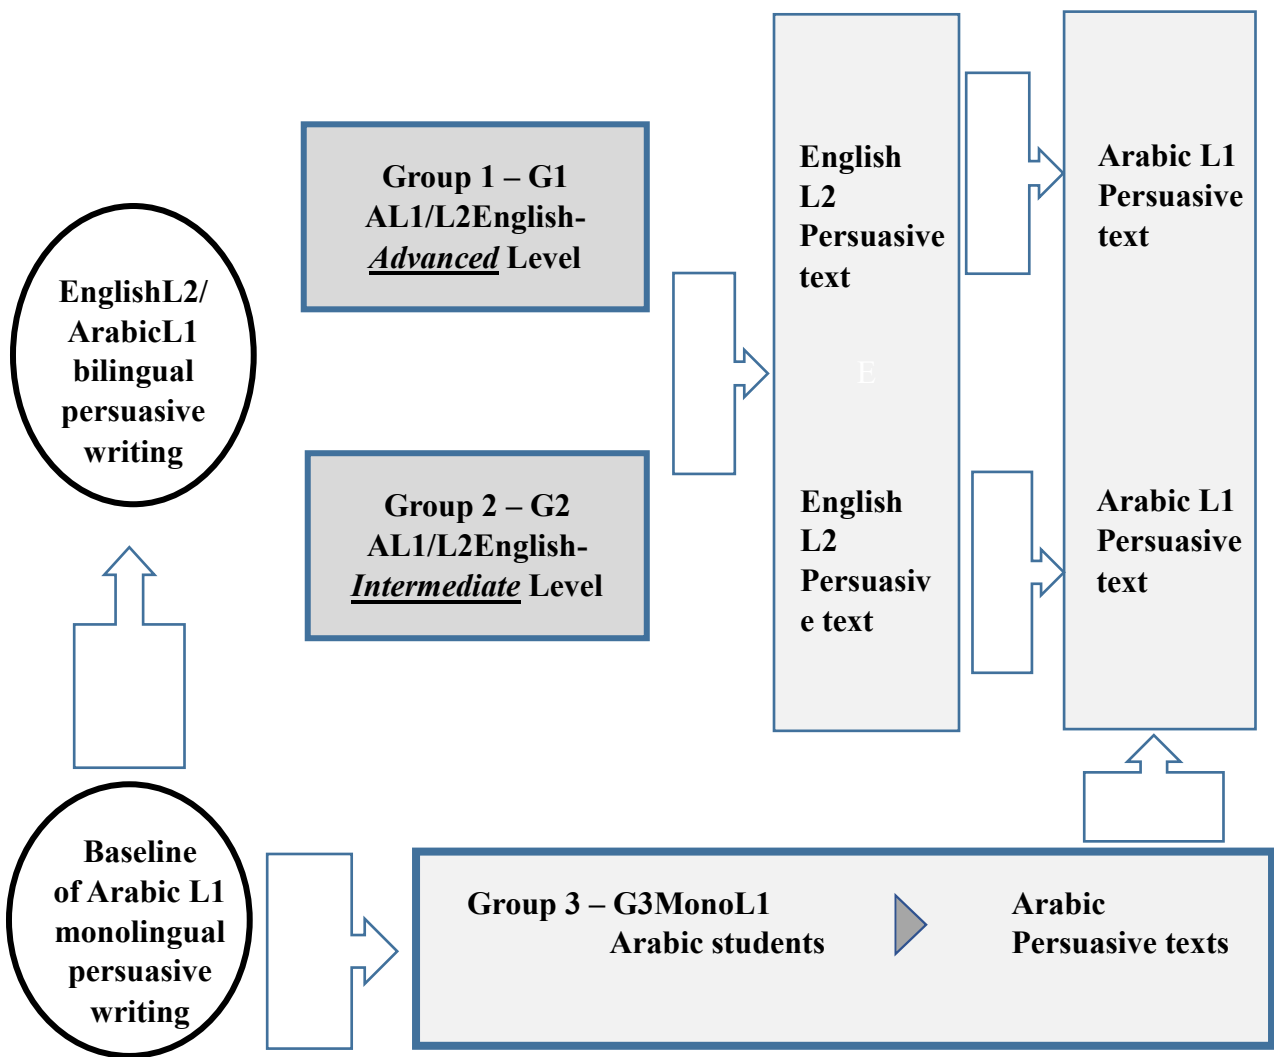 EnglishL2/
ArabicL1
bilingual
persuasive
writing
Group 1 – G1
AL1/L2English-
Advanced Level
Group 2 – G2
AL1/L2English-
Intermediate Level
English
L2
Persuasive
text
E
English
L2
Persuasiv
e text
Arabic L1
Persuasive
text
Arabic L1
Persuasive
text
Baseline
of Arabic L1
monolingual
persuasive
writing
Group 3 – G3MonoL1
Arabic students
Arabic
Persuasive texts